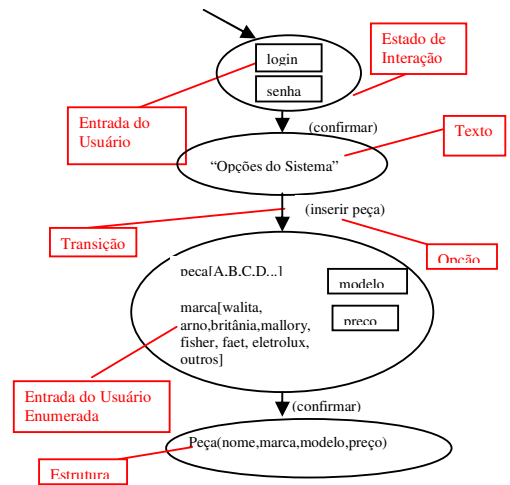 login
Estado de
Interação
senha
Entrada do
Usuário
(confirmar)
Texto
“Opções do Sistema”
(inserir peça)
Transição
Opção
peça[A.B.C.D...]
modelo
marca[walita,
arno,britânia,mallory,
fisher, faet, eletrolux,
outros]
preço
Entrada do Usuário
Enumerada
(confirmar)
Peça(nome,marca,modelo,preço)
Estrutura